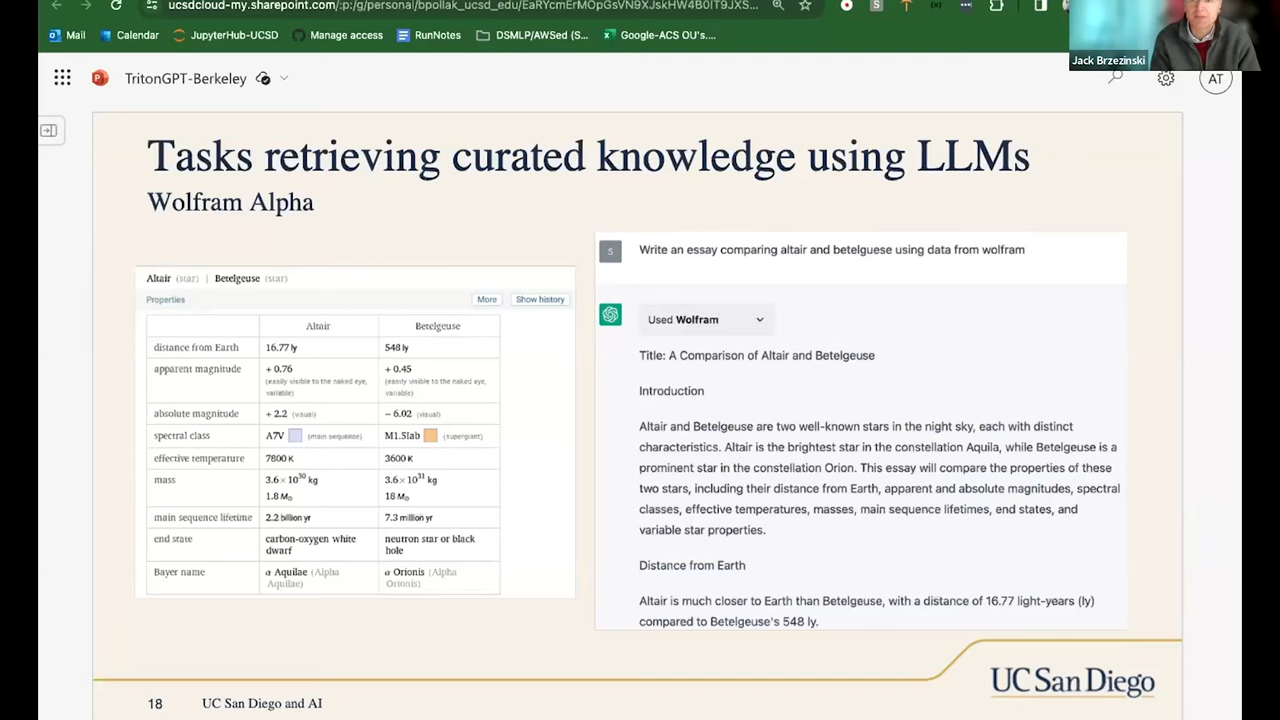 ucsdcloud-my.sharepoint.com/:p:/g/personal/bpollak_ucsd_edu/EaRYcmErMOpGsVN9XJskHW4B0IT9JXS...
Mail
Calendar
JupyterHub-UCSD
Manage access
RunNotes
DSMLP/AWSed (S...
Google-ACS OU's....
Jack Brzezinski
TritonGPT-Berkeley
AT
Tasks retrieving curated knowledge using LLMs
Wolfram Alpha
Altair (star) | Betelgeuse (star)
Properties More Show history
Altair Betelgeuse
distance from Earth 16.77 ly 548 ly
apparent magnitude + 0.76 + 0.45
(easily visible to the naked eye, (easily visible to the naked eye,
variable) variable)
absolute magnitude + 2.2 (visual) − 6.02 (visual)
spectral class A7V (main sequence) M1.5Iab (supergiant)
effective temperature 7800 K 3600 K
mass 3.6 × 10^30 kg 3.6 × 10^31 kg
1.8 M☉ 18 M☉
main sequence lifetime 2.2 billion yr 7.3 million yr
end state carbon-oxygen white neutron star or black
dwarf hole
Bayer name α Aquilae (Alpha α Orionis (Alpha
Aquilae) Orionis)
S
Write an essay comparing altair and betelguese using data from wolfram
Used Wolfram
Title: A Comparison of Altair and Betelgeuse
Introduction
Altair and Betelgeuse are two well-known stars in the night sky, each with distinct
characteristics. Altair is the brightest star in the constellation Aquila, while Betelgeuse is a
prominent star in the constellation Orion. This essay will compare the properties of these
two stars, including their distance from Earth, apparent and absolute magnitudes, spectral
classes, effective temperatures, masses, main sequence lifetimes, end states, and
variable star properties.
Distance from Earth
Altair is much closer to Earth than Betelgeuse, with a distance of 16.77 light-years (ly)
compared to Betelgeuse's 548 ly.
18
UC San Diego and AI
UC San Diego